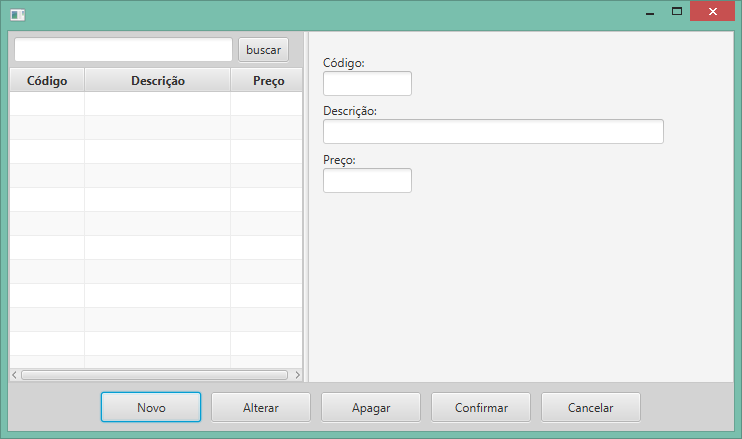 buscar
Código Descrição Preço
Código:
Descrição:
Preço:
Novo Alterar Apagar Confirmar Cancelar